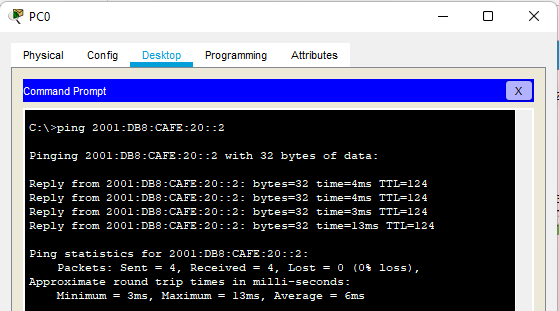 PC0
Physical Config Desktop Programming Attributes
Command Prompt X
C:\>ping 2001:DB8:CAFE:20::2
Pinging 2001:DB8:CAFE:20::2 with 32 bytes of data:
Reply from 2001:DB8:CAFE:20::2: bytes=32 time=4ms TTL=124
Reply from 2001:DB8:CAFE:20::2: bytes=32 time=4ms TTL=124
Reply from 2001:DB8:CAFE:20::2: bytes=32 time=3ms TTL=124
Reply from 2001:DB8:CAFE:20::2: bytes=32 time=13ms TTL=124
Ping statistics for 2001:DB8:CAFE:20::2:
Packets: Sent = 4, Received = 4, Lost = 0 (0% loss),
Approximate round trip times in milli-seconds:
Minimum = 3ms, Maximum = 13ms, Average = 6ms